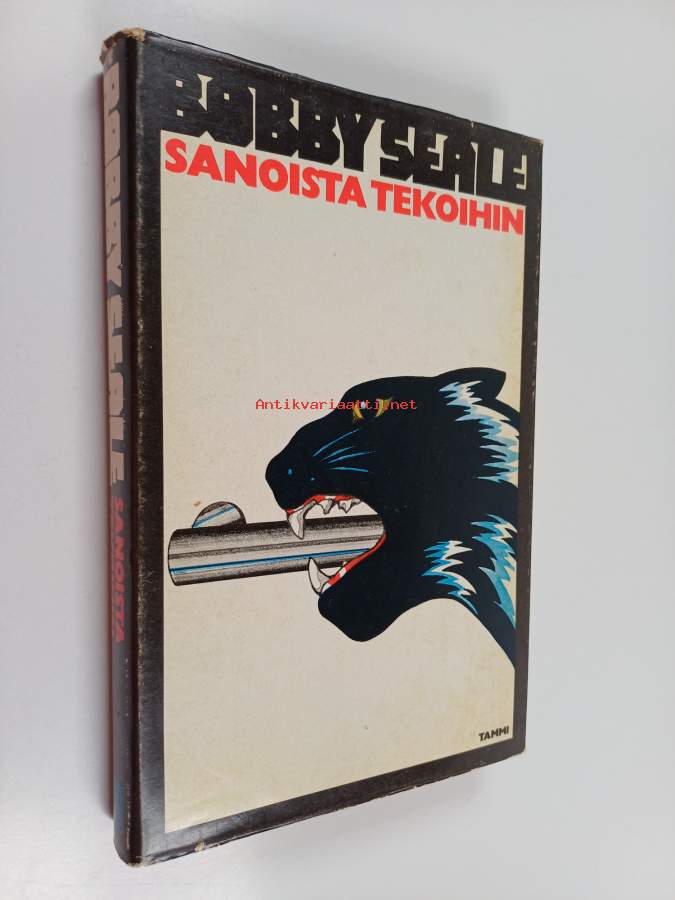 BOBBY SEALE
SANOISTA TEKOIHIN
Antikvariaatti.net
TAMMI
BOBBY SEALE SANOISTA